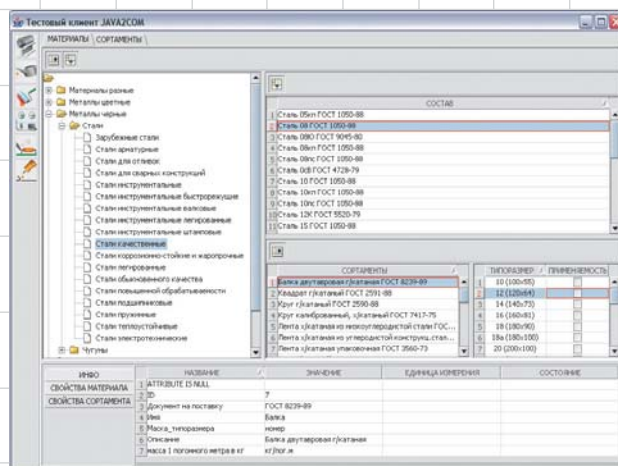 Тестовый клиент JAVA2COM
МАТЕРИАЛЫ СОРТАМЕНТЫ
Материалы разные
Металлы цветные
Металлы черные
Стали
Зарубежные стали
Стали арматурные
Стали для отливок
Стали для сварных конструкций
Стали инструментальные
Стали инструментальные быстрорежущие
Стали инструментальные валковые
Стали инструментальные легированные
Стали инструментальные штамповые
Стали качественные
Стали коррозионно-стойкие и жаропрочные
Стали легированные
Стали обыкновенного качества
Стали повышенной обрабатываемости
Стали подшипниковые
Стали пружинные
Стали теплоустойчивые
Стали электротехнические
Чугуны
СОСТАВ
1 Сталь 05кп ГОСТ 1050-88
2 Сталь 08 ГОСТ 1050-88
3 Сталь 08Ю ГОСТ 9045-80
4 Сталь 08кп ГОСТ 1050-88
5 Сталь 08пс ГОСТ 1050-88
6 Сталь 0сВ ГОСТ 4728-79
7 Сталь 10 ГОСТ 1050-88
8 Сталь 10кп ГОСТ 1050-88
9 Сталь 10пс ГОСТ 1050-88
10 Сталь 12К ГОСТ 5520-79
11 Сталь 15 ГОСТ 1050-88
СОРТАМЕНТЫ
1 Балка двутавровая г/катаная ГОСТ 8239-89
2 Квадрат г/катаный ГОСТ 2591-88
3 Круг г/катаный ГОСТ 2590-88
4 Круг калиброванный, х/катаный ГОСТ 7417-75
5 Лента х/катаная из низкоуглеродистой стали ГОС...
6 Лента х/катаная из углеродистой конструкц.стал...
7 Лента х/катаная упаковочная ГОСТ 3560-73
ТИПОРАЗМЕР ПРИМЕНЯЕМОСТЬ
1 10 (100x55)
2 12 (120x64)
3 14 (140x73)
4 16 (160x81)
5 18 (180x90)
6 18а (180x100)
7 20 (200x100)
ИНФО
СВОЙСТВА МАТЕРИАЛА
СВОЙСТВА СОРТАМЕНТА
НАЗВАНИЕ ЗНАЧЕНИЕ ЕДИНИЦА ИЗМЕРЕНИЯ СОСТОЯНИЕ
1 ATTRIBUTE IS NULL
2 ID 7
3 Документ на поставку ГОСТ 8239-89
4 Имя Балка
5 Маска_типоразмера номер
6 Описание Балка двутавровая г/катаная
7 масса 1 погонного метра в кг кг/пог.м